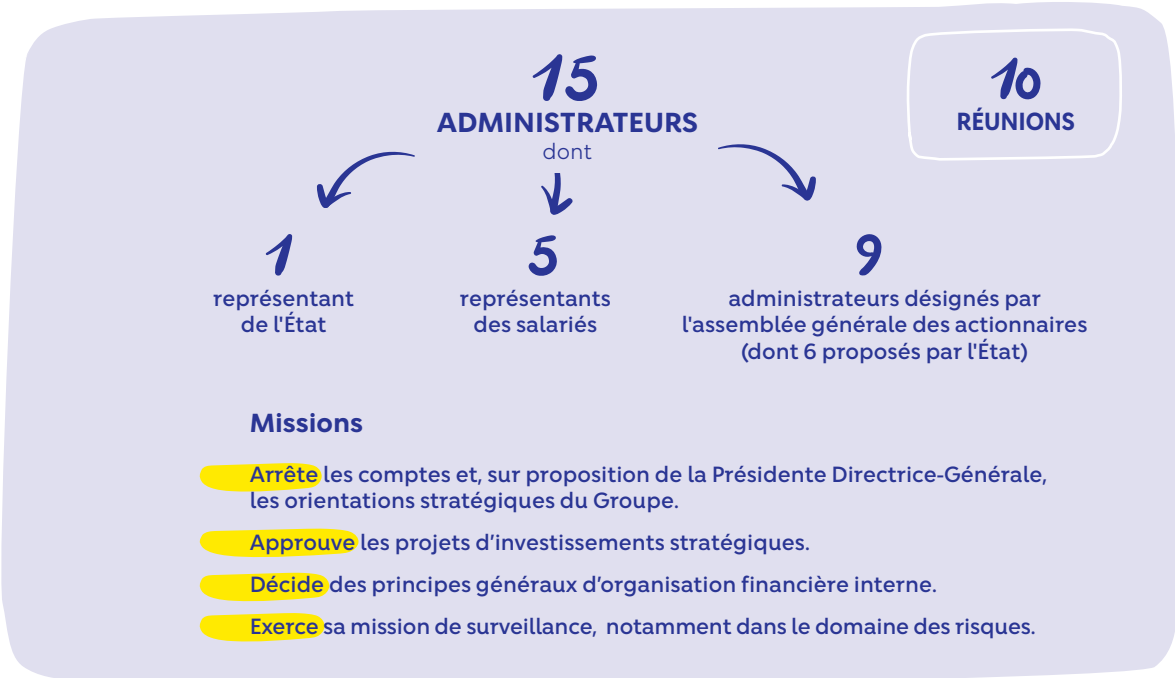 15
ADMINISTRATEURS
dont
10
RÉUNIONS
1
représentant
de l'État
5
représentants
des salariés
9
administrateurs désignés par
l'assemblée générale des actionnaires
(dont 6 proposés par l'État)
Missions
Arrête les comptes et, sur proposition de la Présidente Directrice-Générale,
les orientations stratégiques du Groupe.
Approuve les projets d’investissements stratégiques.
Décide des principes généraux d’organisation financière interne.
Exerce sa mission de surveillance, notamment dans le domaine des risques.